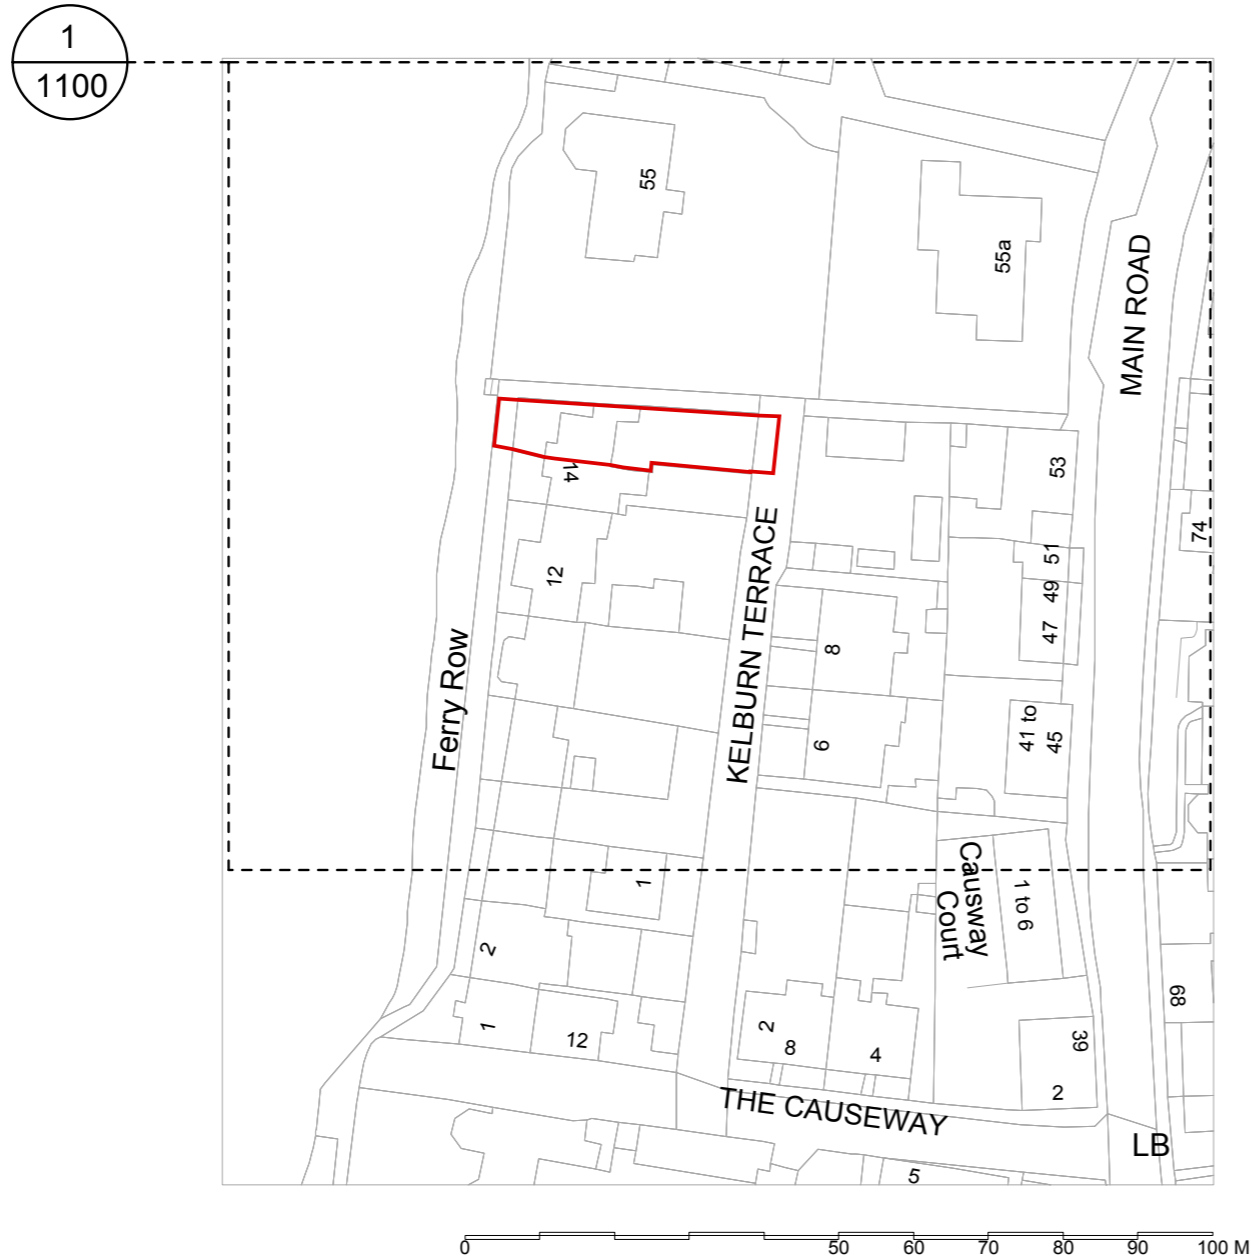 1
1100
55
55a
MAIN ROAD
14
53
74
51
12
49
KELBURN TERRACE
47
8
Ferry Row
41 to
45
6
1
Causway
Court
1 to 6
2
68
1
12
2
8
4
39
2
THE CAUSEWAY
LB
5
0
50
60
70
80
90
100 M